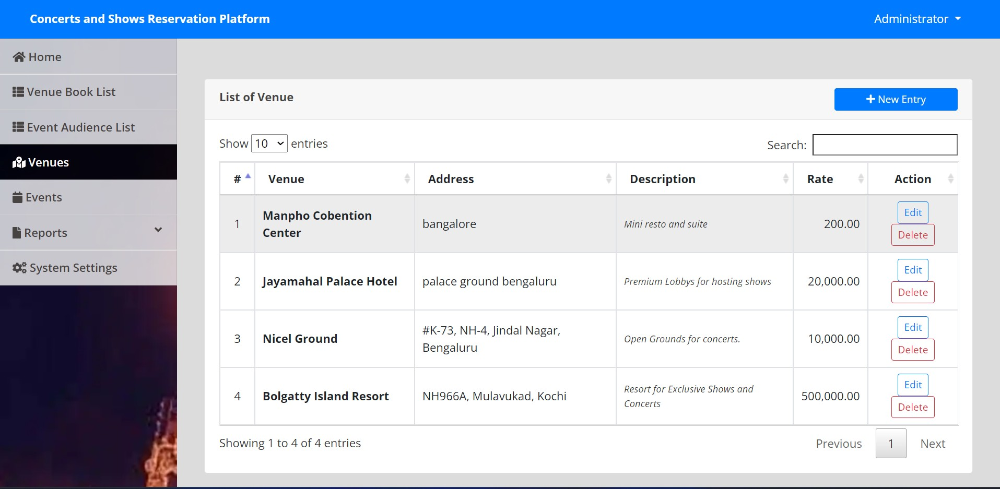 Concerts and Shows Reservation Platform
Administrator
Home
Venue Book List
Event Audience List
Venues
Events
Reports
System Settings
List of Venue
New Entry
Show 10 entries
Search:
# Venue Address Description Rate Action
1 Manpho Cobention Center bangalore Mini resto and suite 200.00 Edit Delete
2 Jayamahal Palace Hotel palace ground bengaluru Premium Lobbys for hosting shows 20,000.00 Edit Delete
3 Nicel Ground #K-73, NH-4, Jindal Nagar, Bengaluru Open Grounds for concerts. 10,000.00 Edit Delete
4 Bolgatty Island Resort NH966A, Mulavukad, Kochi Resort for Exclusive Shows and Concerts 500,000.00 Edit Delete
Showing 1 to 4 of 4 entries
Previous 1 Next